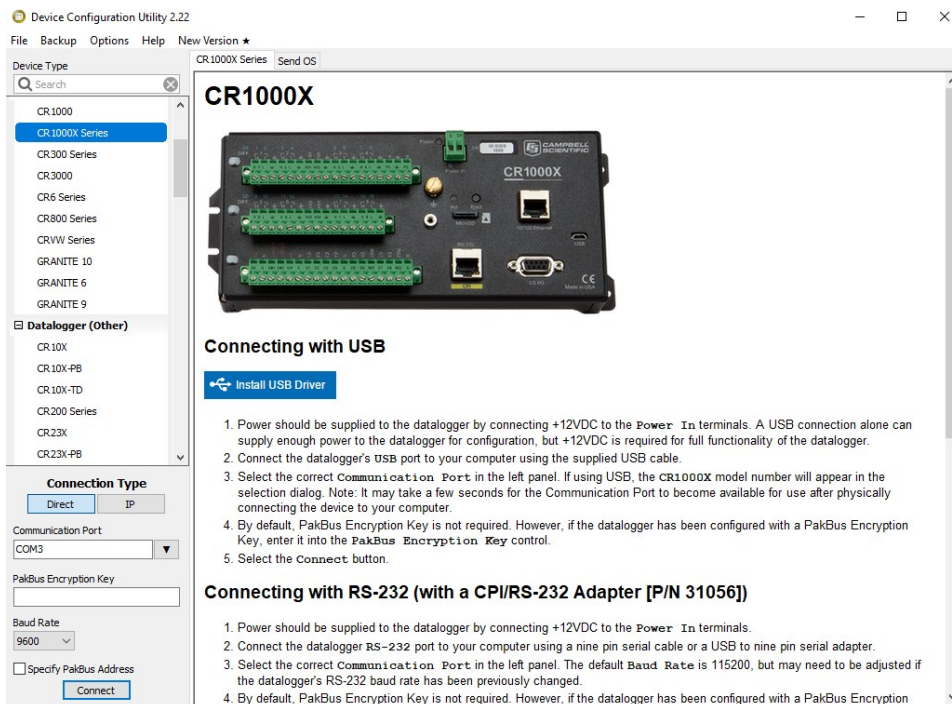 Device Configuration Utility 2.22
File Backup Options Help New Version ★
Device Type
Search
CR1000
CR1000X Series
CR300 Series
CR3000
CR6 Series
CR800 Series
CRVW Series
GRANITE 10
GRANITE 6
GRANITE 9
Datalogger (Other)
CR10X
CR10X-PB
CR10X-TD
CR200 Series
CR23X
CR23X-PB
Connection Type
Direct IP
Communication Port
COM3
PakBus Encryption Key
Baud Rate
9600
Specify PakBus Address
Connect
CR1000X Series Send OS
CR1000X
CAMPBELL
SCIENTIFIC
CR1000X
Power In
10/100 Ethernet
USB
RS-232
CPI
CS I/O
CE
Made in USA
Connecting with USB
Install USB Driver
1. Power should be supplied to the datalogger by connecting +12VDC to the Power In terminals. A USB connection alone can
supply enough power to the datalogger for configuration, but +12VDC is required for full functionality of the datalogger.
2. Connect the datalogger's USB port to your computer using the supplied USB cable.
3. Select the correct Communication Port in the left panel. If using USB, the CR1000X model number will appear in the
selection dialog. Note: It may take a few seconds for the Communication Port to become available for use after physically
connecting the device to your computer.
4. By default, PakBus Encryption Key is not required. However, if the datalogger has been configured with a PakBus Encryption
Key, enter it into the PakBus Encryption Key control.
5. Select the Connect button.
Connecting with RS-232 (with a CPI/RS-232 Adapter [P/N 31056])
1. Power should be supplied to the datalogger by connecting +12VDC to the Power In terminals.
2. Connect the datalogger RS-232 port to your computer using a nine pin serial cable or a USB to nine pin serial adapter.
3. Select the correct Communication Port in the left panel. The default Baud Rate is 115200, but may need to be adjusted if
the datalogger's RS-232 baud rate has been previously changed.
4. By default, PakBus Encryption Key is not required. However, if the datalogger has been configured with a PakBus Encryption